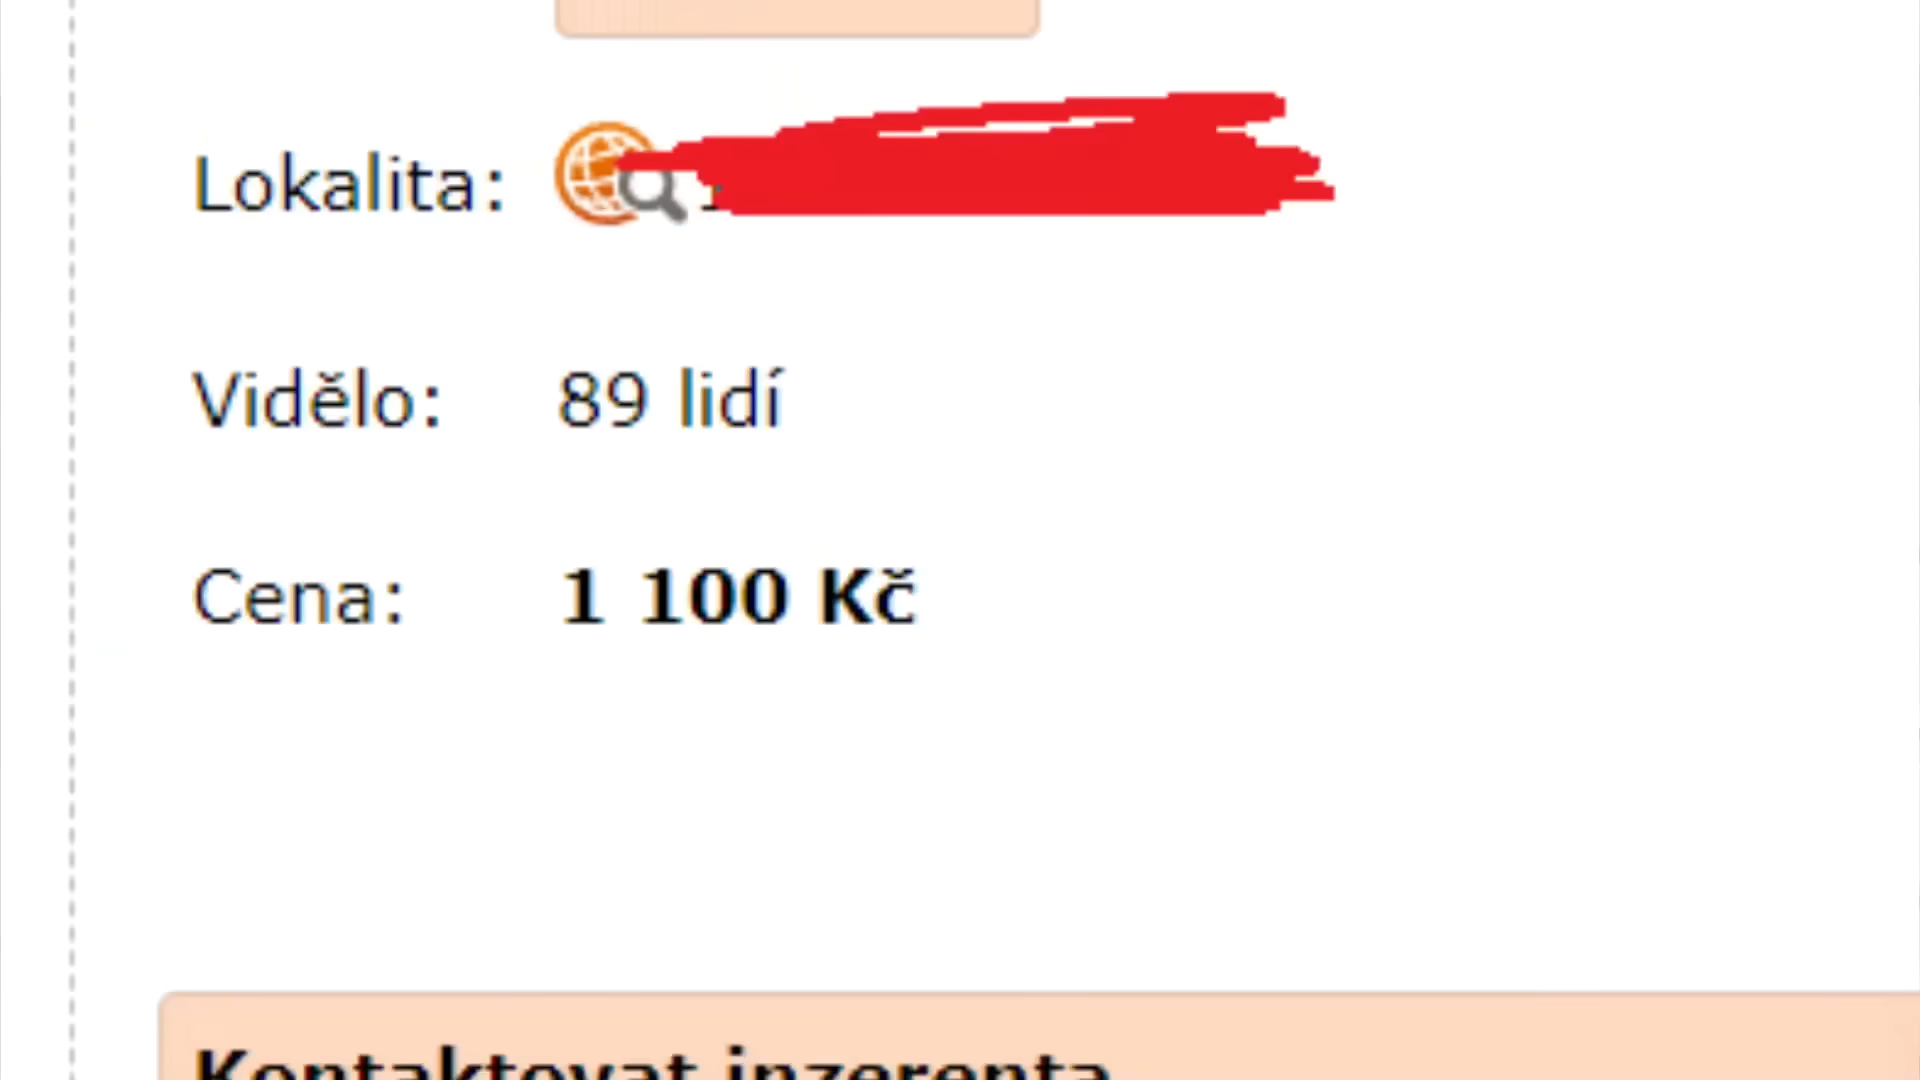 Lokalita:
Vidělo: 89 lidí
Cena: 1 100 Kč
Kontaktovat inzerenta